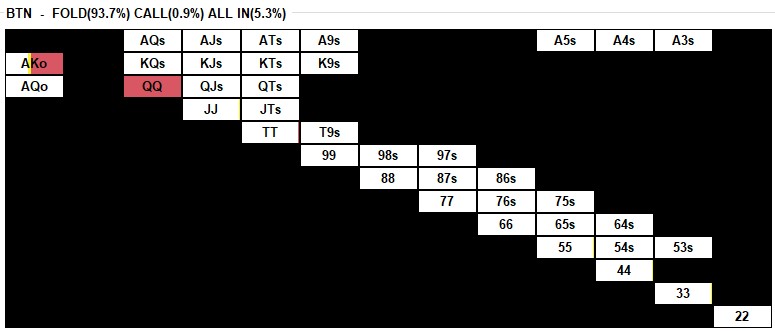 BTN - FOLD(93.7%) CALL(0.9%) ALL IN(5.3%)
AQs AJs ATs A9s A5s A4s A3s
AKo KQs KJs KTs K9s
AQo QQ QJs QTs
JJ JTs
TT T9s
99 98s 97s
88 87s 86s
77 76s 75s
66 65s 64s
55 54s 53s
44
33
22